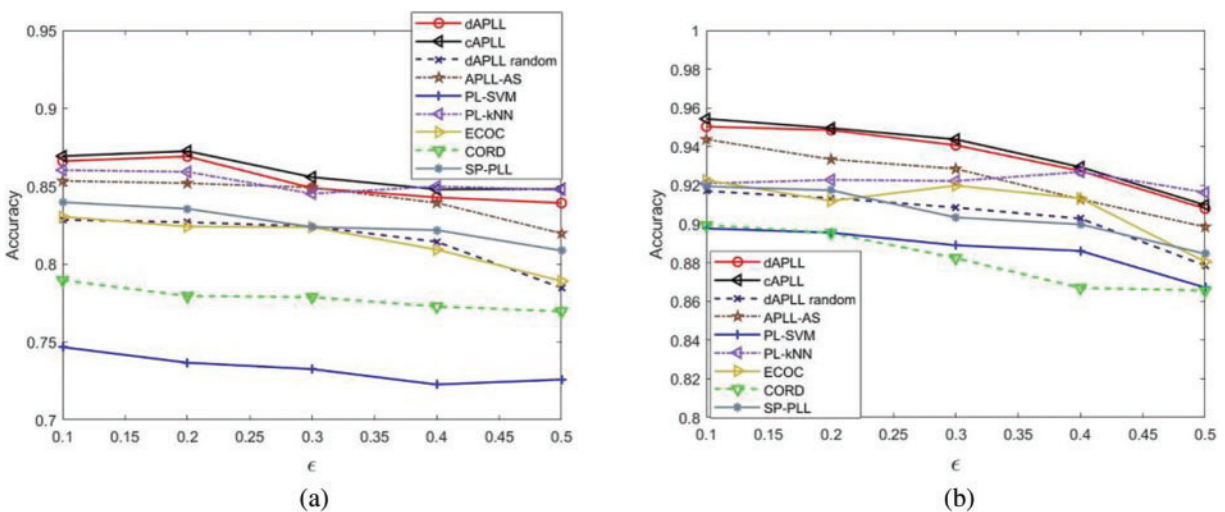 0.95
0.9
0.85
0.8
0.75
0.7
Accuracy
dAPLL
cAPLL
dAPLL random
APLL-AS
PL-SVM
PL-kNN
ECOC
CORD
SP-PLL
0.1 0.15 0.2 0.25 0.3 0.35 0.4 0.45 0.5
ϵ
(a)
1
0.98
0.96
0.94
0.92
0.9
0.88
0.86
0.84
0.82
0.8
Accuracy
dAPLL
cAPLL
dAPLL random
APLL-AS
PL-SVM
PL-kNN
ECOC
CORD
SP-PLL
0.1 0.15 0.2 0.25 0.3 0.35 0.4 0.45 0.5
ϵ
(b)